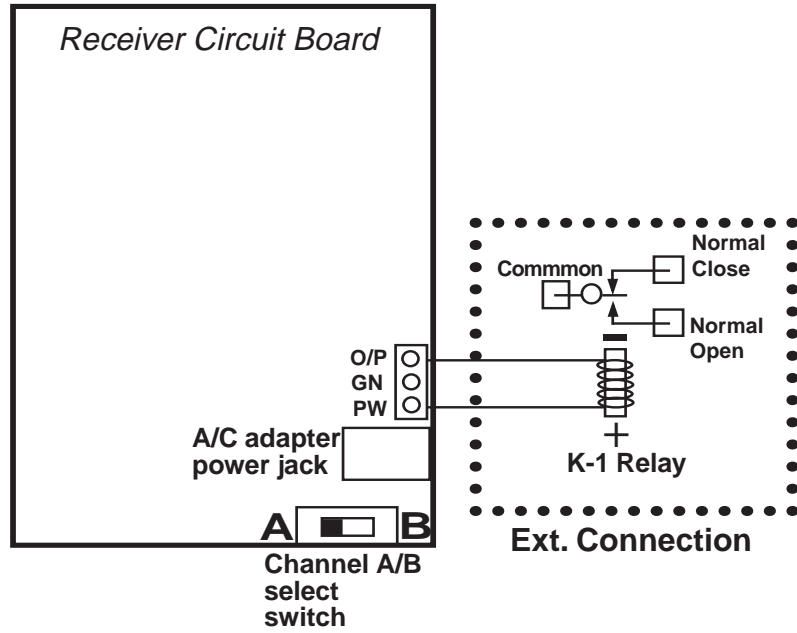 Receiver Circuit Board
Normal
Close
Commmon
Normal
Open
O/P
GN
PW
K-1 Relay
A/C adapter
power jack
A B
Channel A/B
select
switch
Ext. Connection